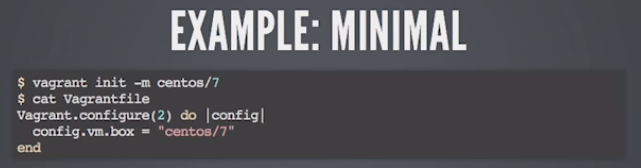 EXAMPLE: MINIMAL
$ vagrant init -m centos/7
$ cat Vagrantfile
Vagrant.configure(2) do |config|
  config.vm.box = "centos/7"
end